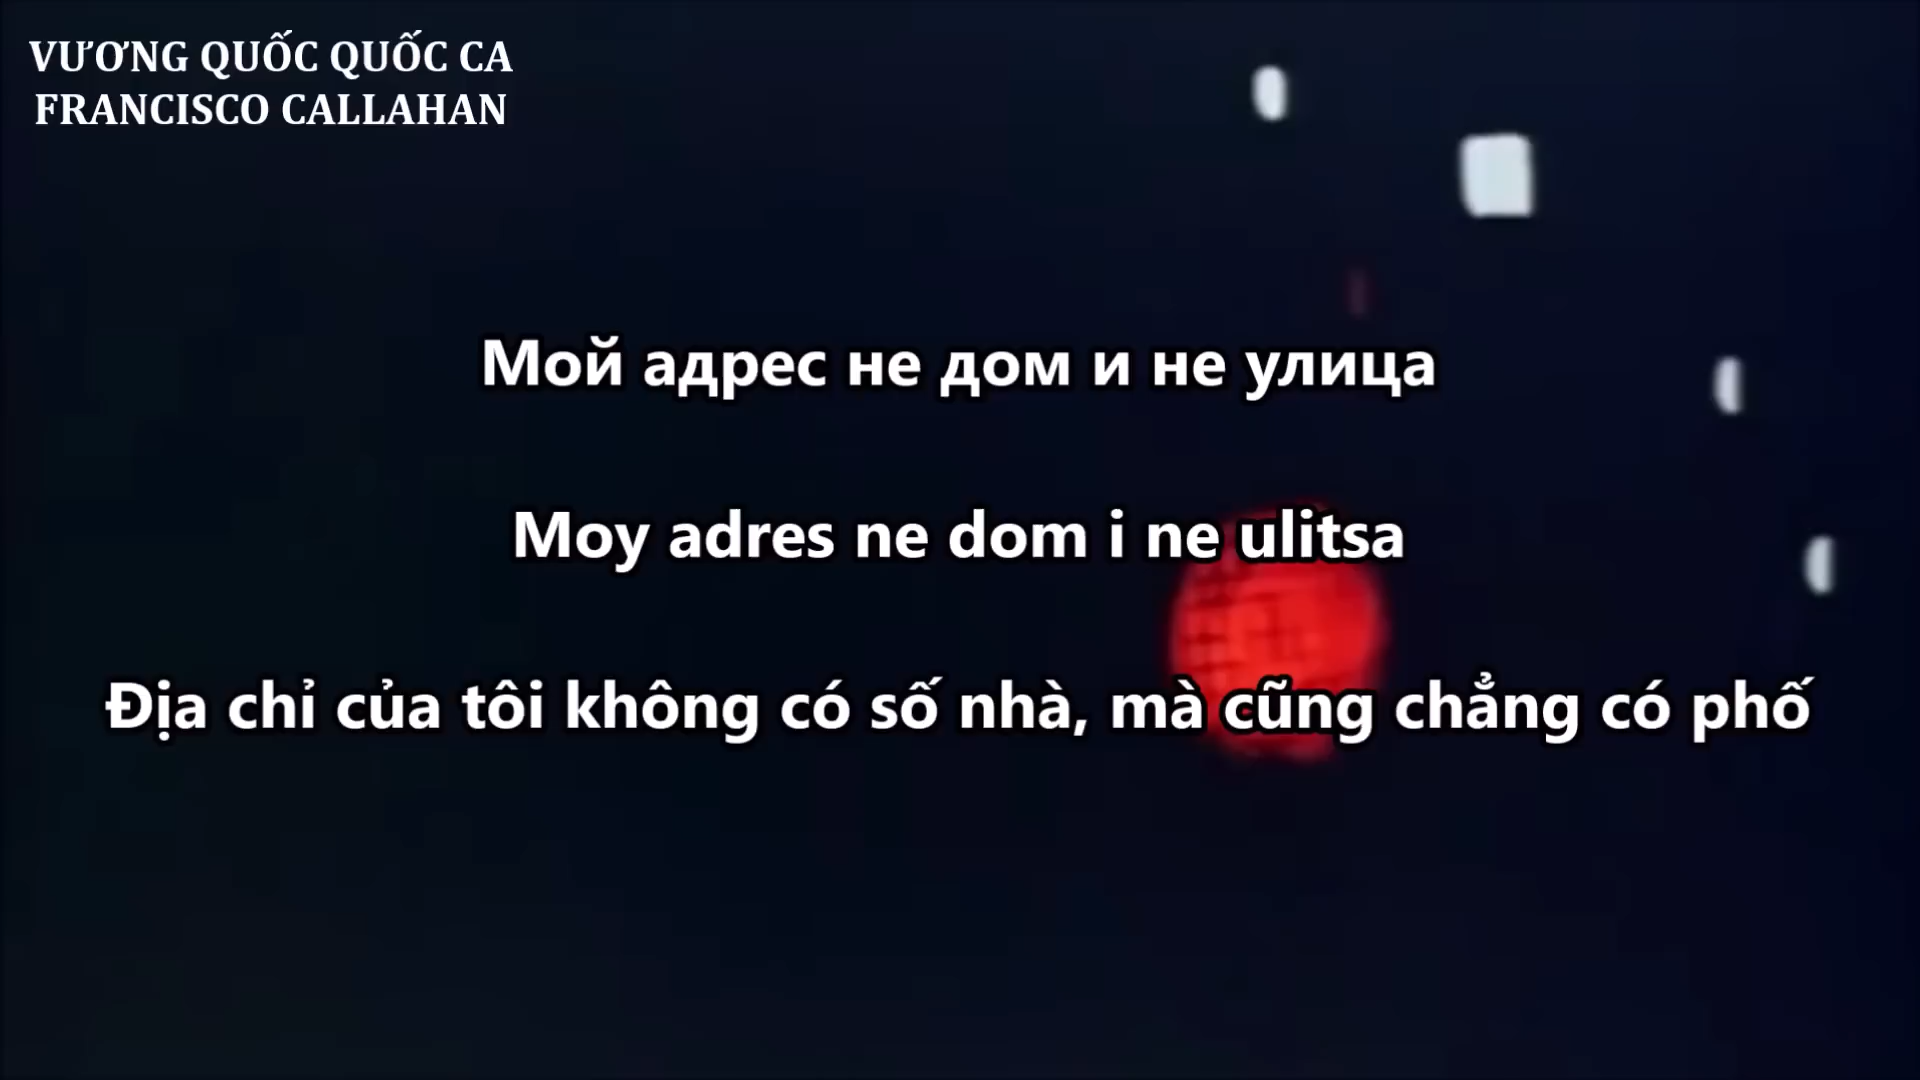 VƯƠNG QUỐC QUỐC CA
FRANCISCO CALLAHAN
Мой адрес не дом и не улица
Moy adres ne dom i ne ulitsa
Địa chỉ của tôi không có số nhà, mà cũng chẳng có phố